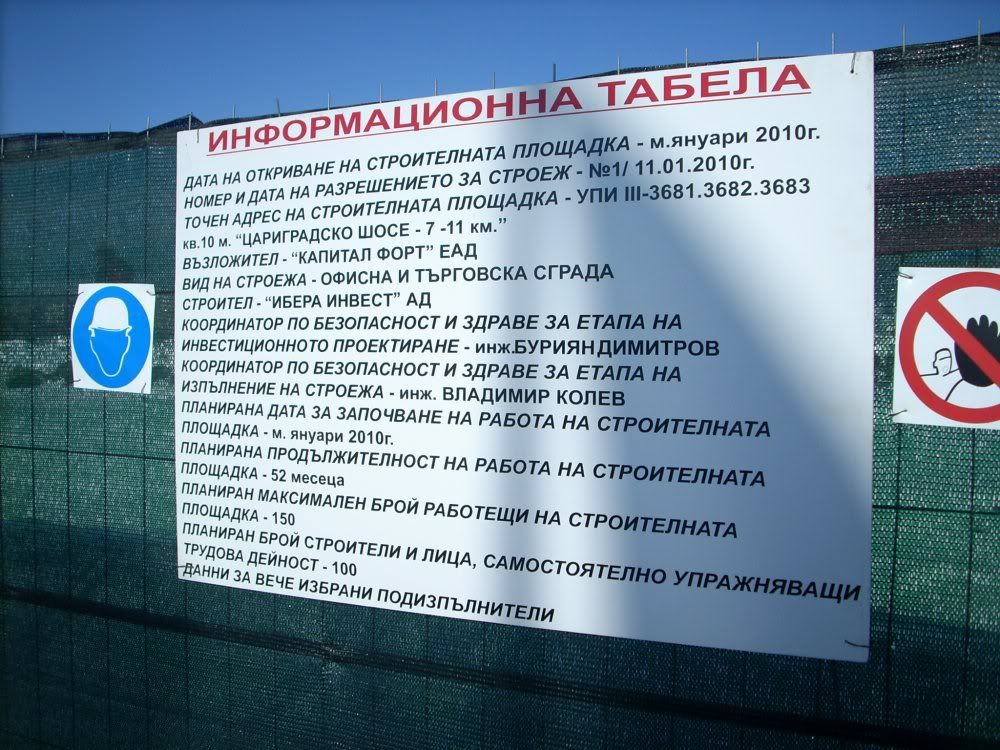 ИНФОРМАЦИОННА ТАБЕЛА
ДАТА НА ОТКРИВАНЕ НА СТРОИТЕЛНАТА ПЛОЩАДКА - м.януари 2010г.
НОМЕР И ДАТА НА РАЗРЕШЕНИЕТО ЗА СТРОЕЖ - №1/ 11.01.2010г.
ТОЧЕН АДРЕС НА СТРОИТЕЛНАТА ПЛОЩАДКА - УПИ III-3681.3682.3683
кв.10 м. “ЦАРИГРАДСКО ШОСЕ - 7 -11 км.”
ВЪЗЛОЖИТЕЛ - “КАПИТАЛ ФОРТ” ЕАД
ВИД НА СТРОЕЖА - ОФИСНА И ТЪРГОВСКА СГРАДА
СТРОИТЕЛ - “ИБЕРА ИНВЕСТ” АД
КООРДИНАТОР ПО БЕЗОПАСНОСТ И ЗДРАВЕ ЗА ЕТАПА НА
ИНВЕСТИЦИОННОТО ПРОЕКТИРАНЕ - инж.БУРИЯНДИМИТРОВ
КООРДИНАТОР ПО БЕЗОПАСНОСТ И ЗДРАВЕ ЗА ЕТАПА НА
ИЗПЪЛНЕНИЕ НА СТРОЕЖА - инж. ВЛАДИМИР КОЛЕВ
ПЛАНИРАНА ДАТА ЗА ЗАПОЧВАНЕ НА РАБОТА НА СТРОИТЕЛНАТА
ПЛОЩАДКА - м. януари 2010г.
ПЛАНИРАНА ПРОДЪЛЖИТЕЛНОСТ НА РАБОТА НА СТРОИТЕЛНАТА
ПЛОЩАДКА - 52 месеца
ПЛАНИРАН МАКСИМАЛЕН БРОЙ РАБОТЕЩИ НА СТРОИТЕЛНАТА
ПЛОЩАДКА - 150
ПЛАНИРАН БРОЙ СТРОИТЕЛИ И ЛИЦА, САМОСТОЯТЕЛНО УПРАЖНЯВАЩИ
ТРУДОВА ДЕЙНОСТ - 100
ДАННИ ЗА ВЕЧЕ ИЗБРАНИ ПОДИЗПЪЛНИТЕЛИ